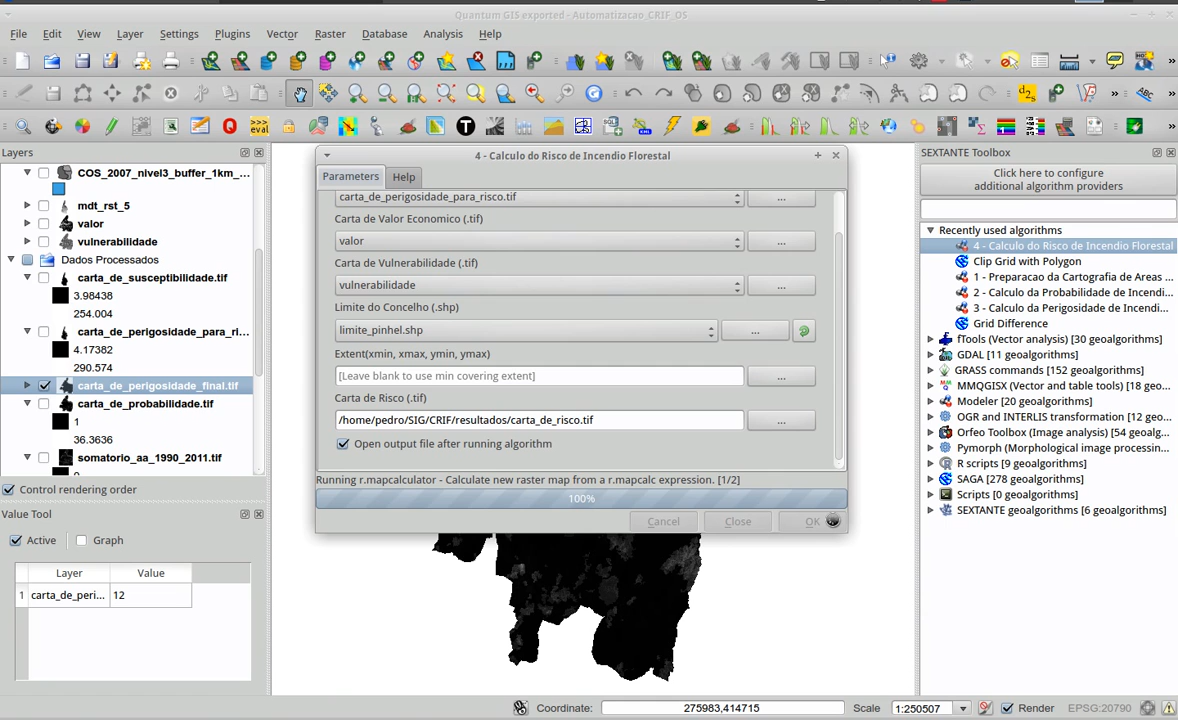 Quantum GIS exported - Automatizacao_CRIF_OS
File Edit View Layer Settings Plugins Vector Raster Database Analysis Help
>>>
eval
Layers
COS_2007_nivel3_buffer_1km_...
mdt_rst_5
valor
vulnerabilidade
Dados Processados
carta_de_susceptibilidade.tif
3.98438
254.004
carta_de_perigosidade_para_ri...
4.17382
290.574
carta_de_perigosidade_final.tif
carta_de_probabilidade.tif
1
36.3636
somatorio_aa_1990_2011.tif
Control rendering order
Value Tool
Active Graph
Layer Value
1 carta_de_peri... 12
4 - Calculo do Risco de Incendio Florestal
Parameters Help
carta_de_perigosidade_para_risco.tif ...
Carta de Valor Economico (.tif)
valor ...
Carta de Vulnerabilidade (.tif)
vulnerabilidade ...
Limite do Concelho (.shp)
limite_pinhel.shp ...
Extent(xmin, xmax, ymin, ymax)
[Leave blank to use min covering extent] ...
Carta de Risco (.tif)
/home/pedro/SIG/CRIF/resultados/carta_de_risco.tif ...
Open output file after running algorithm
Running r.mapcalculator - Calculate new raster map from a r.mapcalc expression. [1/2]
100%
Cancel Close OK
SEXTANTE Toolbox
Click here to configure
additional algorithm providers
Recently used algorithms
4 - Calculo do Risco de Incendio Florestal
Clip Grid with Polygon
1 - Preparacao da Cartografia de Areas ...
2 - Calculo da Probabilidade de Incendi...
3 - Calculo da Perigosidade de Incendi...
Grid Difference
fTools (Vector analysis) [30 geoalgorithms]
GDAL [11 geoalgorithms]
GRASS commands [152 geoalgorithms]
MMQGISX (Vector and table tools) [18 geo...
Modeler [20 geoalgorithms]
OGR and INTERLIS transformation [12 geo...
Orfeo Toolbox (Image analysis) [54 geoalg...
Pymorph (Morphological image processin...
R scripts [9 geoalgorithms]
SAGA [278 geoalgorithms]
Scripts [0 geoalgorithms]
SEXTANTE geoalgorithms [6 geoalgorithms]
Coordinate: 275983,414715 Scale 1:250507 Render EPSG:20790